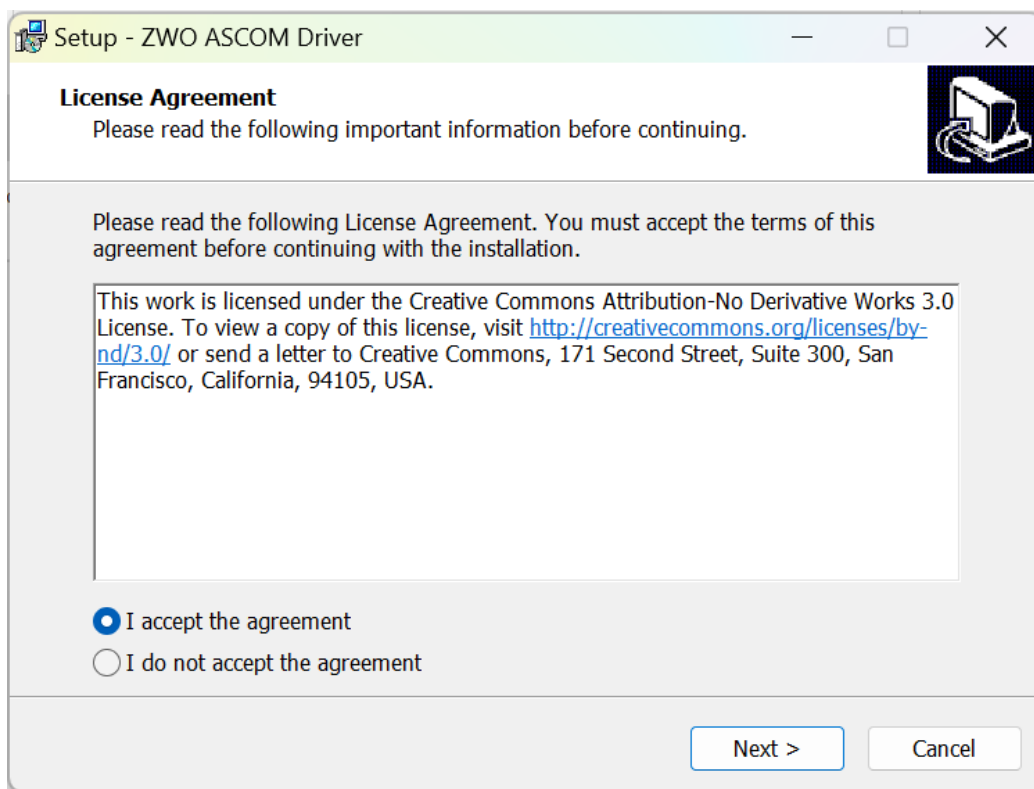 Setup - ZWO ASCOM Driver
License Agreement
Please read the following important information before continuing.
Please read the following License Agreement. You must accept the terms of this
agreement before continuing with the installation.
This work is licensed under the Creative Commons Attribution-No Derivative Works 3.0
License. To view a copy of this license, visit http://creativecommons.org/licenses/by-
nd/3.0/ or send a letter to Creative Commons, 171 Second Street, Suite 300, San
Francisco, California, 94105, USA.
I accept the agreement
I do not accept the agreement
Next >
Cancel